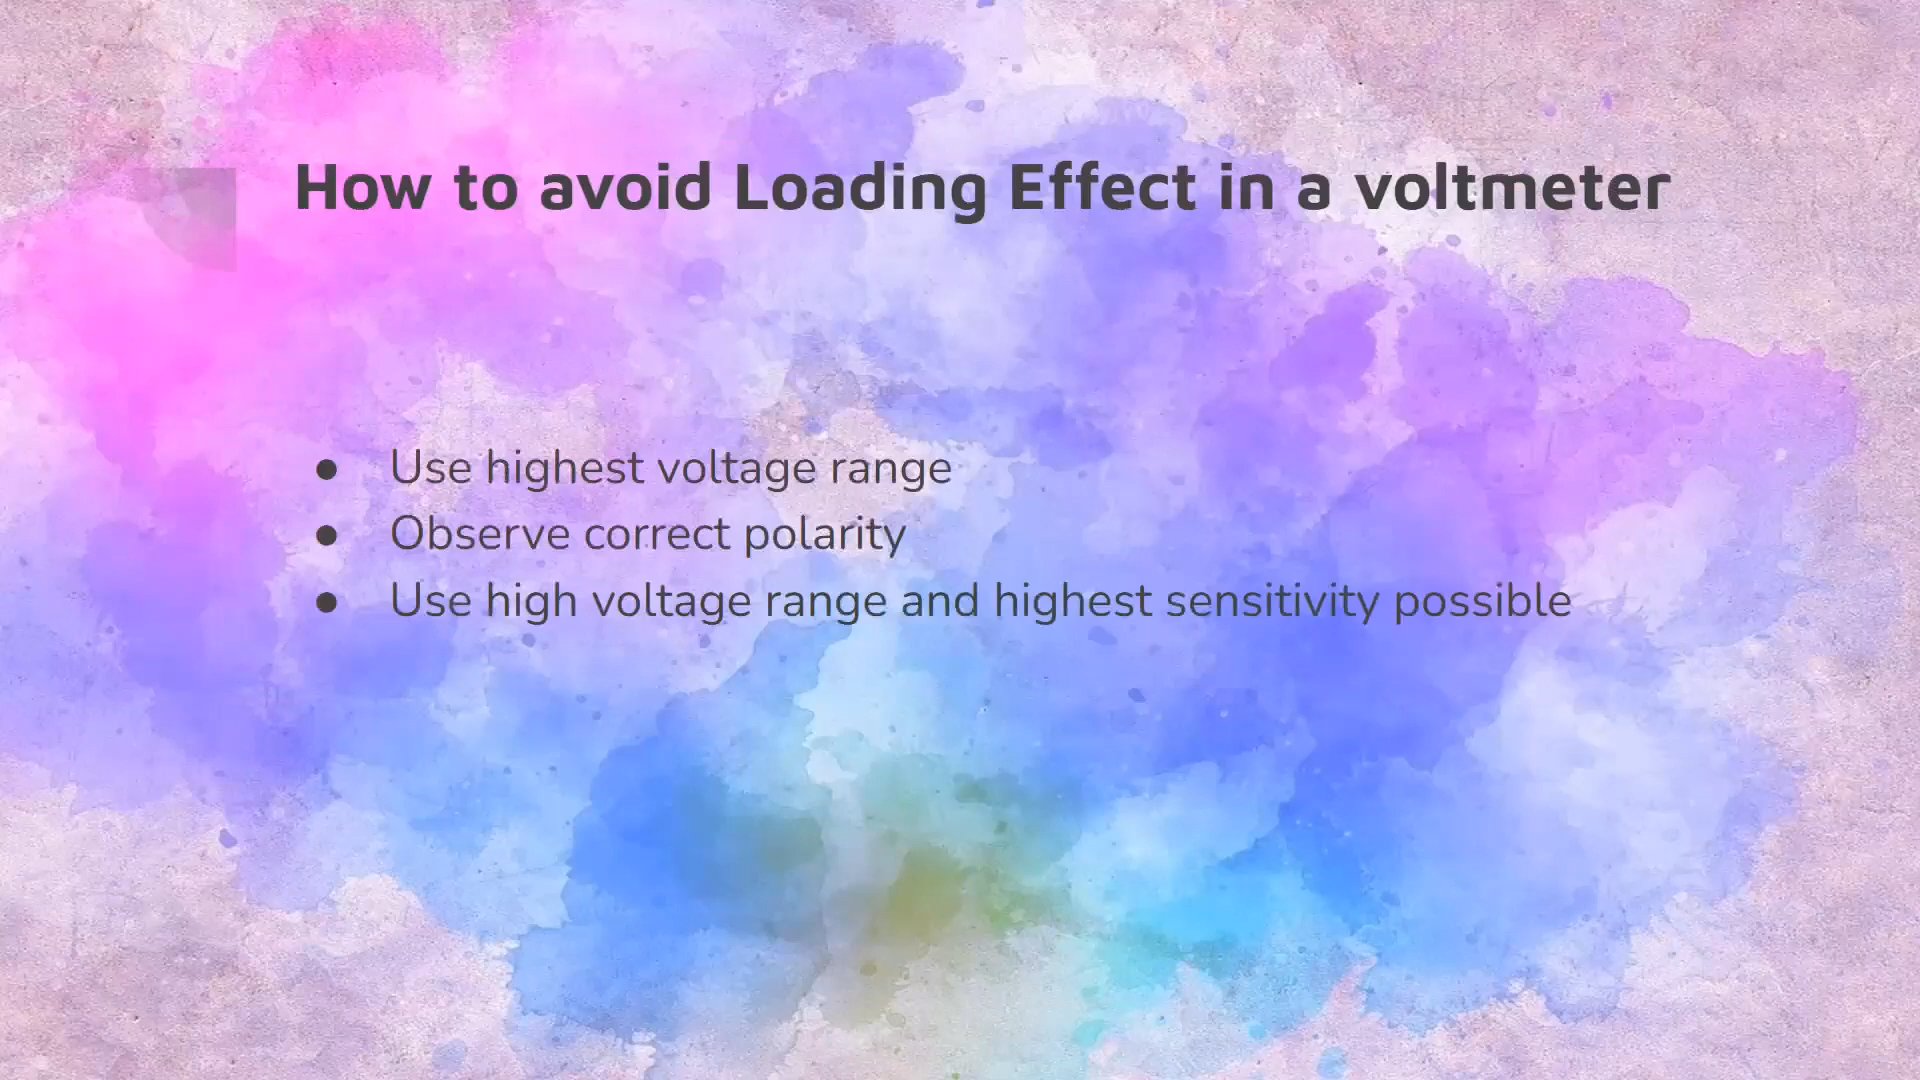 How to avoid Loading Effect in a voltmeter
● Use highest voltage range
● Observe correct polarity
● Use high voltage range and highest sensitivity possible